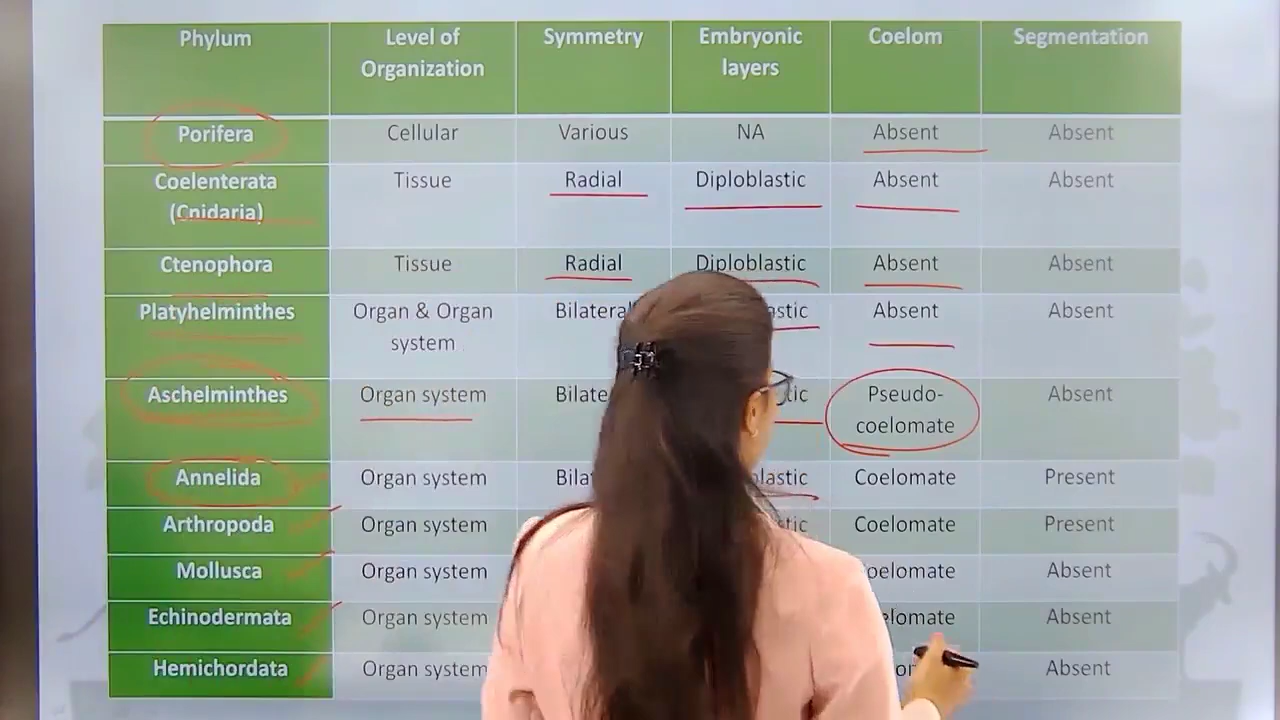 Phylum
Level of
Organization
Symmetry
Embryonic
layers
Coelom
Segmentation
Porifera
Cellular
Various
NA
Absent
Absent
Coelenterata
(Cnidaria)
Tissue
Radial
Diploblastic
Absent
Absent
Ctenophora
Tissue
Radial
Diploblastic
Absent
Absent
Platyhelminthes
Organ & Organ
system
Bilateral
Absent
Absent
Aschelminthes
Organ system
Pseudo-
coelomate
Absent
Annelida
Organ system
Coelomate
Present
Arthropoda
Organ system
Coelomate
Present
Mollusca
Organ system
Absent
Echinodermata
Organ system
Absent
Hemichordata
Organ system
Absent